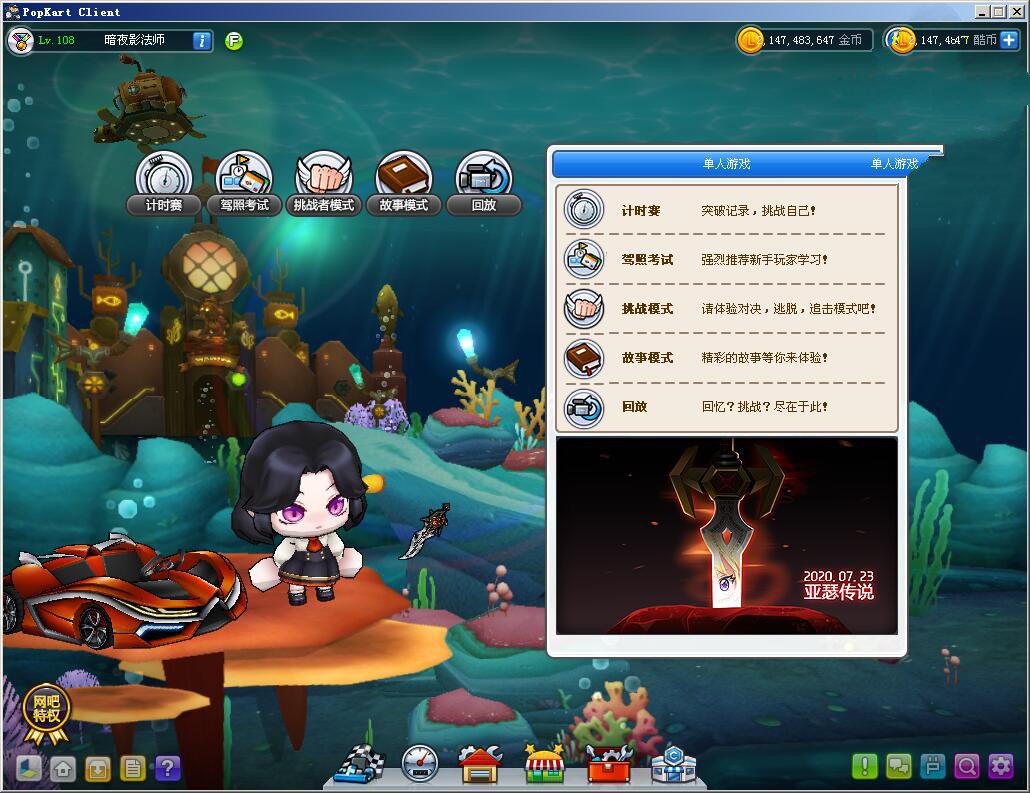 PopKart Client
Lv. 108 暗夜影法师
147,483,647 金币
酷币
计时赛 驾照考试 挑战者模式 故事模式 回放
单人游戏 单人游戏
计时赛 突破记录，挑战自己！
驾照考试 强烈推荐新手玩家学习！
挑战模式 请体验对决，逃脱，追击模式吧！
故事模式 精彩的故事等你来体验！
回放 回忆？挑战？尽在于此！
2020. 07. 23
亚瑟传说
网吧
特权